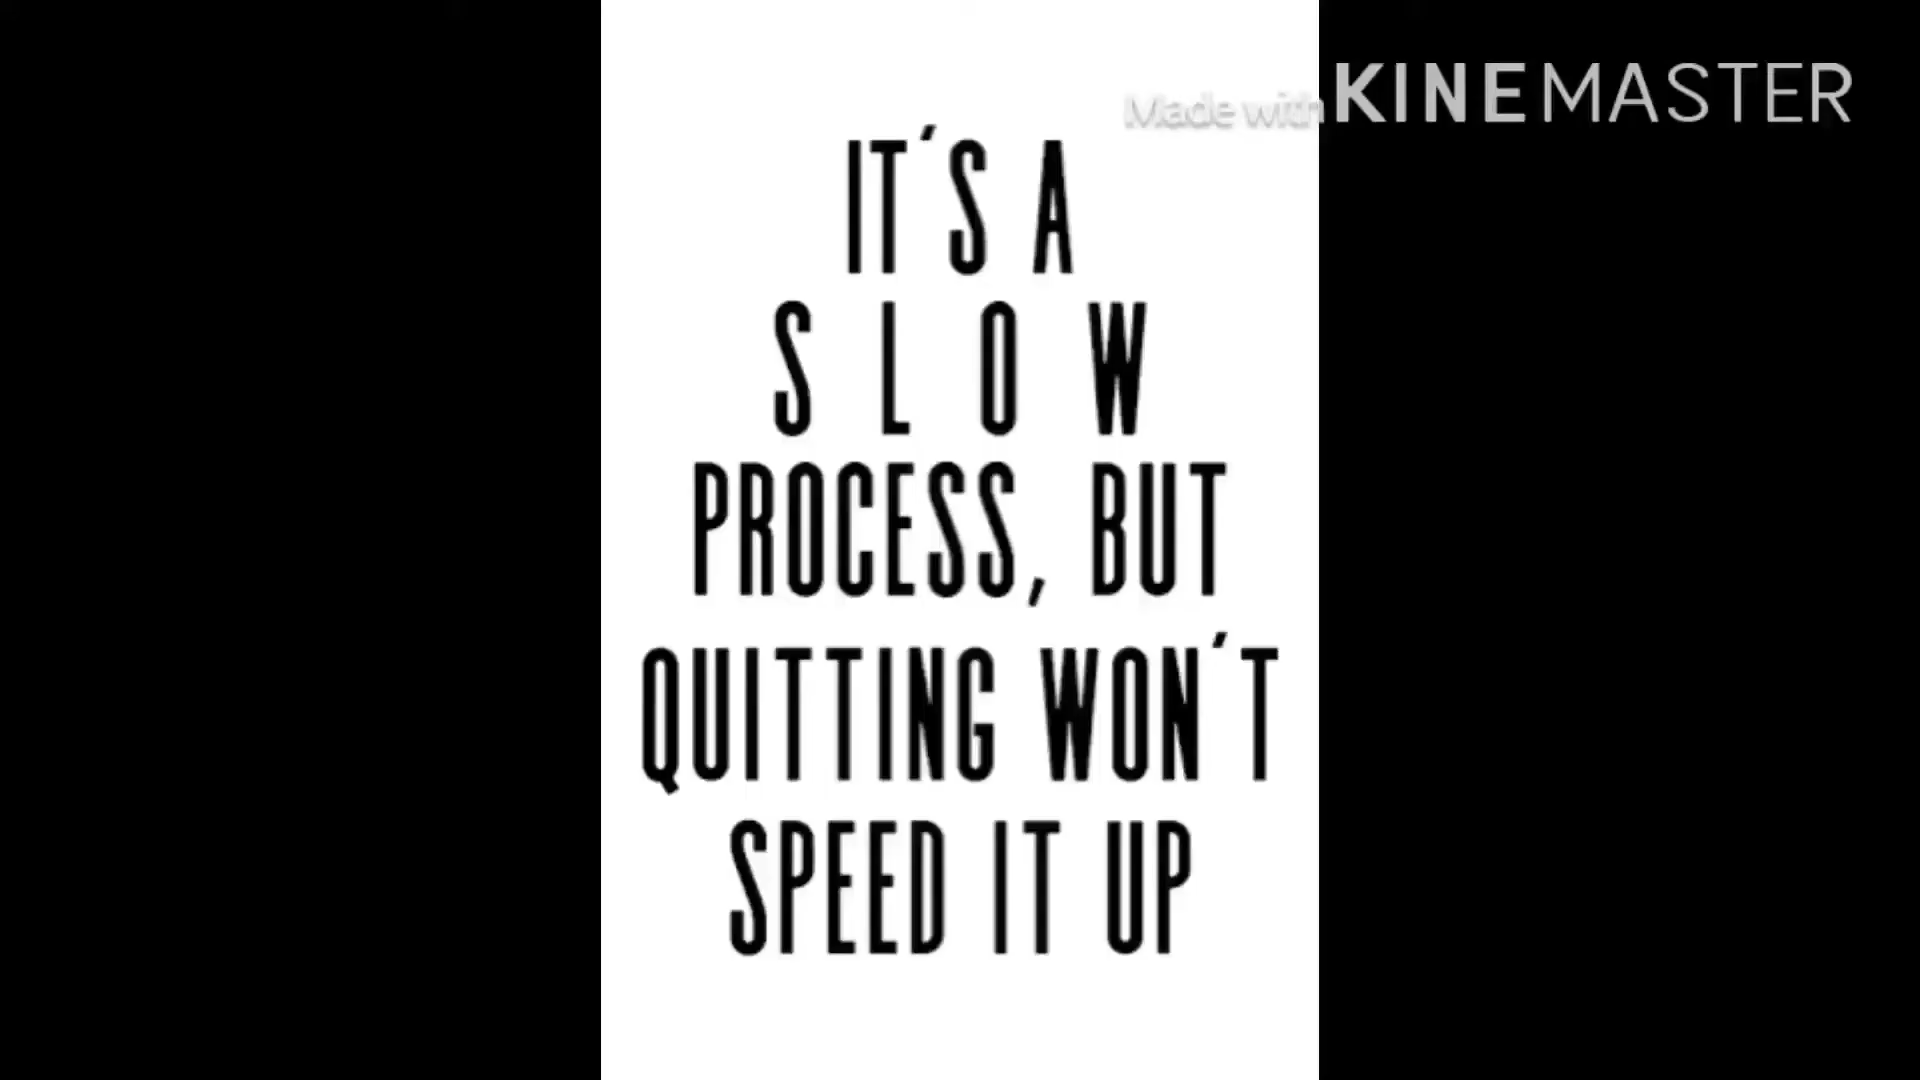 Made with KINEMASTER
IT'S A
S L O W
PROCESS, BUT
QUITTING WON'T
SPEED IT UP